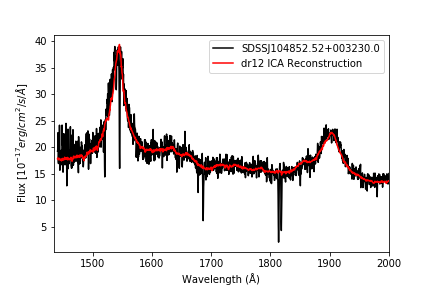 SDSSJ104852.52+003230.0
dr12 ICA Reconstruction
Flux [10⁻¹⁷erg/cm²/s/Å]
40
35
30
25
20
15
10
5
1500 1600 1700 1800 1900 2000
Wavelength (Å)